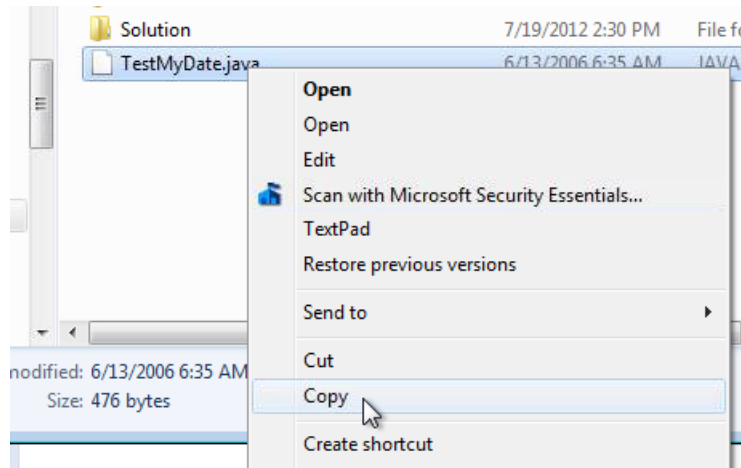 Solution 7/19/2012 2:30 PM File f
TestMyDate.java 6/13/2006 6:35 AM JAVA
Open
Open
Edit
Scan with Microsoft Security Essentials...
TextPad
Restore previous versions
Send to
modified: 6/13/2006 6:35 AM
Cut
Size: 476 bytes
Copy
Create shortcut